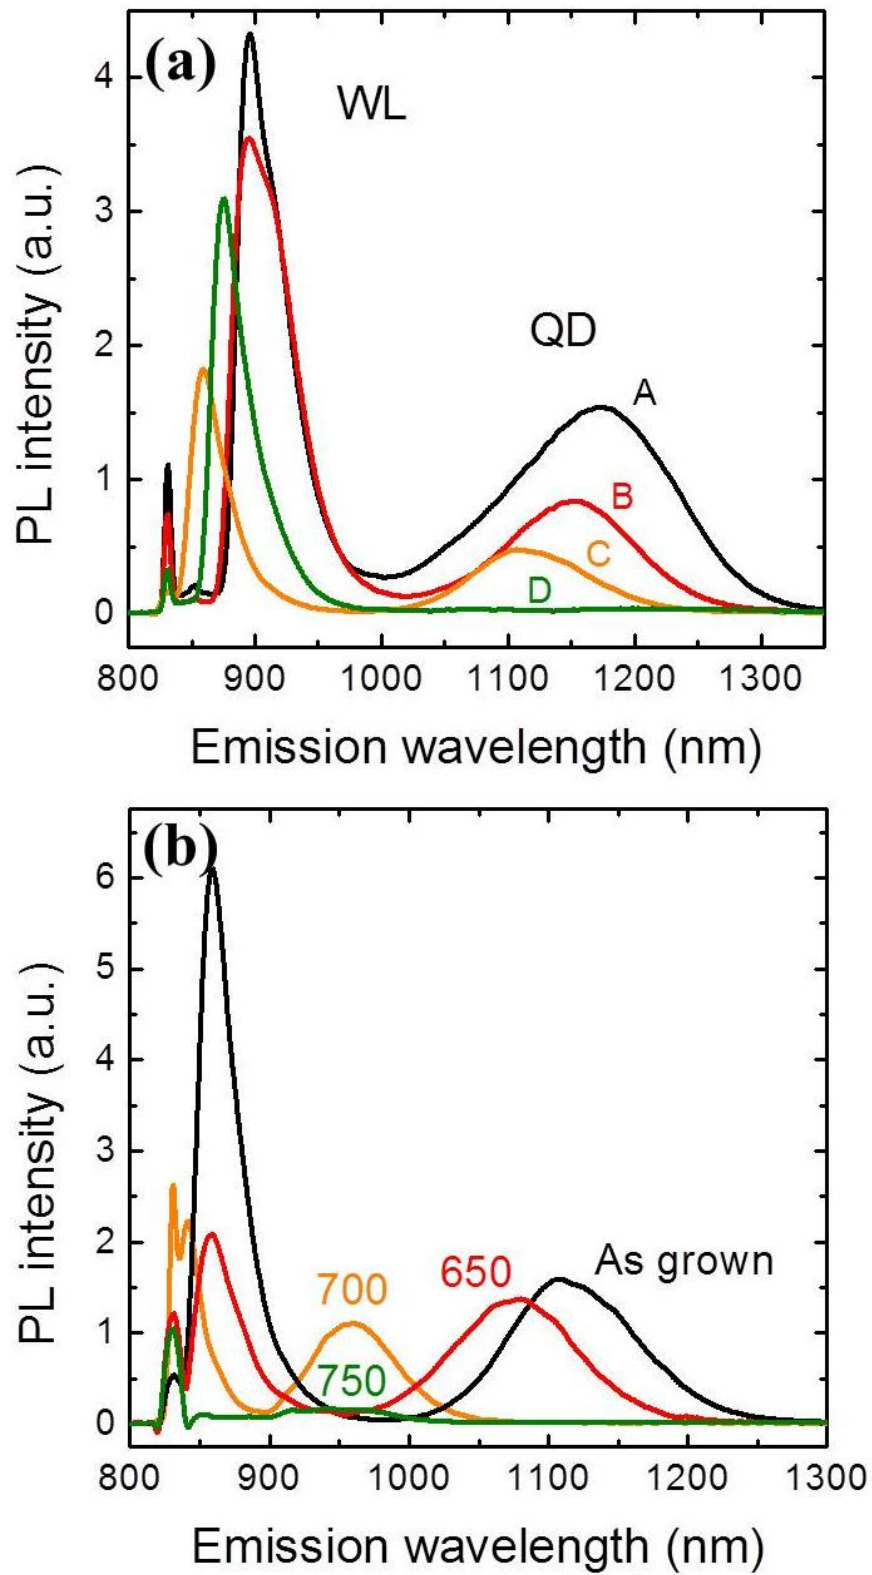 (a)
WL
QD
A
B
C
D
PL intensity (a.u.)
4
3
2
1
0
800 900 1000 1100 1200 1300
Emission wavelength (nm)
(b)
As grown
650
700
750
PL intensity (a.u.)
6
5
4
3
2
1
0
800 900 1000 1100 1200 1300
Emission wavelength (nm)